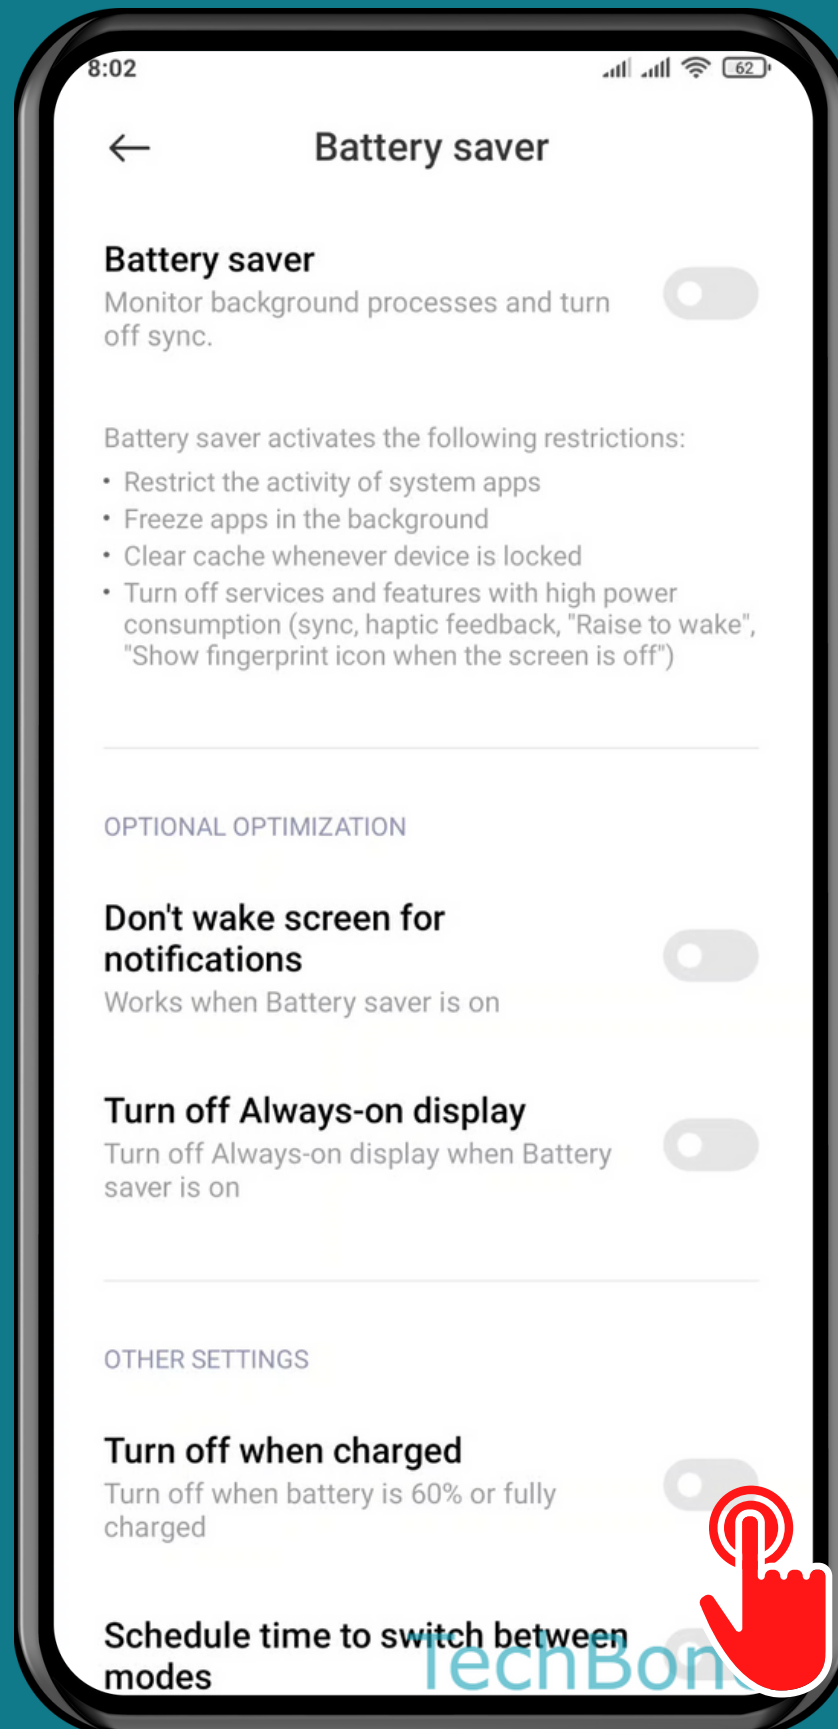 8:02
62
Battery saver
Battery saver
Monitor background processes and turn
off sync.
Battery saver activates the following restrictions:
• Restrict the activity of system apps
• Freeze apps in the background
• Clear cache whenever device is locked
• Turn off services and features with high power
consumption (sync, haptic feedback, "Raise to wake",
"Show fingerprint icon when the screen is off")
OPTIONAL OPTIMIZATION
Don't wake screen for
notifications
Works when Battery saver is on
Turn off Always-on display
Turn off Always-on display when Battery
saver is on
OTHER SETTINGS
Turn off when charged
Turn off when battery is 60% or fully
charged
Schedule time to switch between
modes